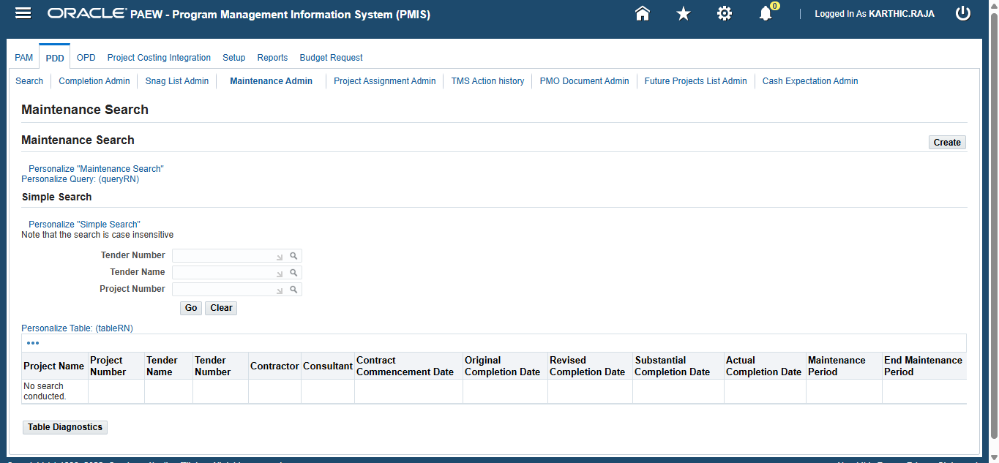 ORACLE PAEW - Program Management Information System (PMIS)
0
Logged In As KARTHIC.RAJA
PAM PDD OPD Project Costing Integration Setup Reports Budget Request
Search Completion Admin Snag List Admin Maintenance Admin Project Assignment Admin TMS Action history PMO Document Admin Future Projects List Admin Cash Expectation Admin
Maintenance Search
Maintenance Search
Create
Personalize "Maintenance Search"
Personalize Query: (queryRN)
Simple Search
Personalize "Simple Search"
Note that the search is case insensitive
Tender Number
Tender Name
Project Number
Go Clear
Personalize Table: (tableRN)
Project Name Project Number Tender Name Tender Number Contractor Consultant Contract Commencement Date Original Completion Date Revised Completion Date Substantial Completion Date Actual Completion Date Maintenance Period End Maintenance Period
No search
conducted.
Table Diagnostics